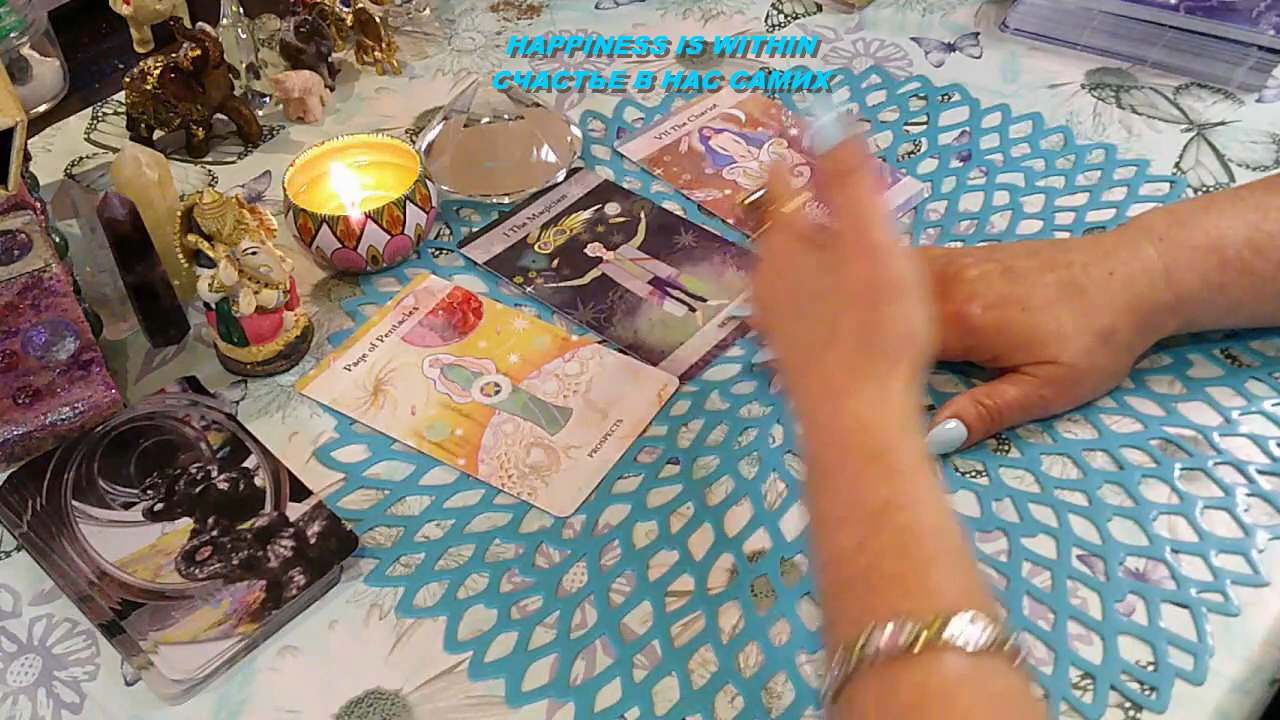 HAPPINESS IS WITHIN
СЧАСТЬЕ В НАС САМИХ
VII The Chariot
I The Magician
Page of Pentacles
PROSPECTS